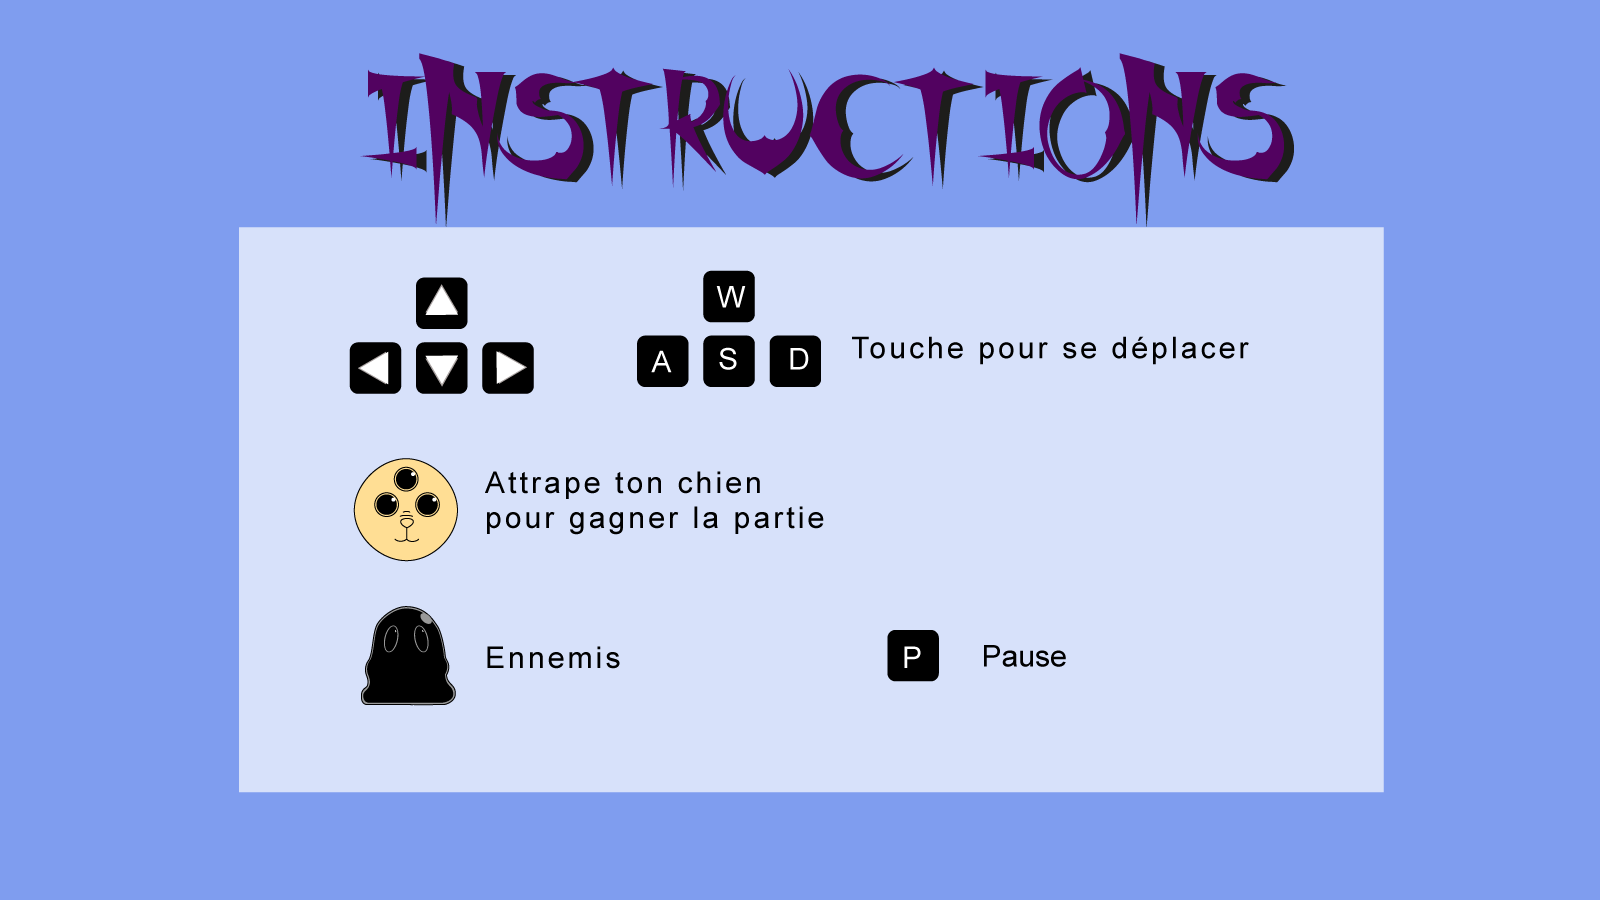 INSTRUCTIONS
W
A S D
Touche pour se déplacer
Attrape ton chien
pour gagner la partie
Ennemis
P Pause